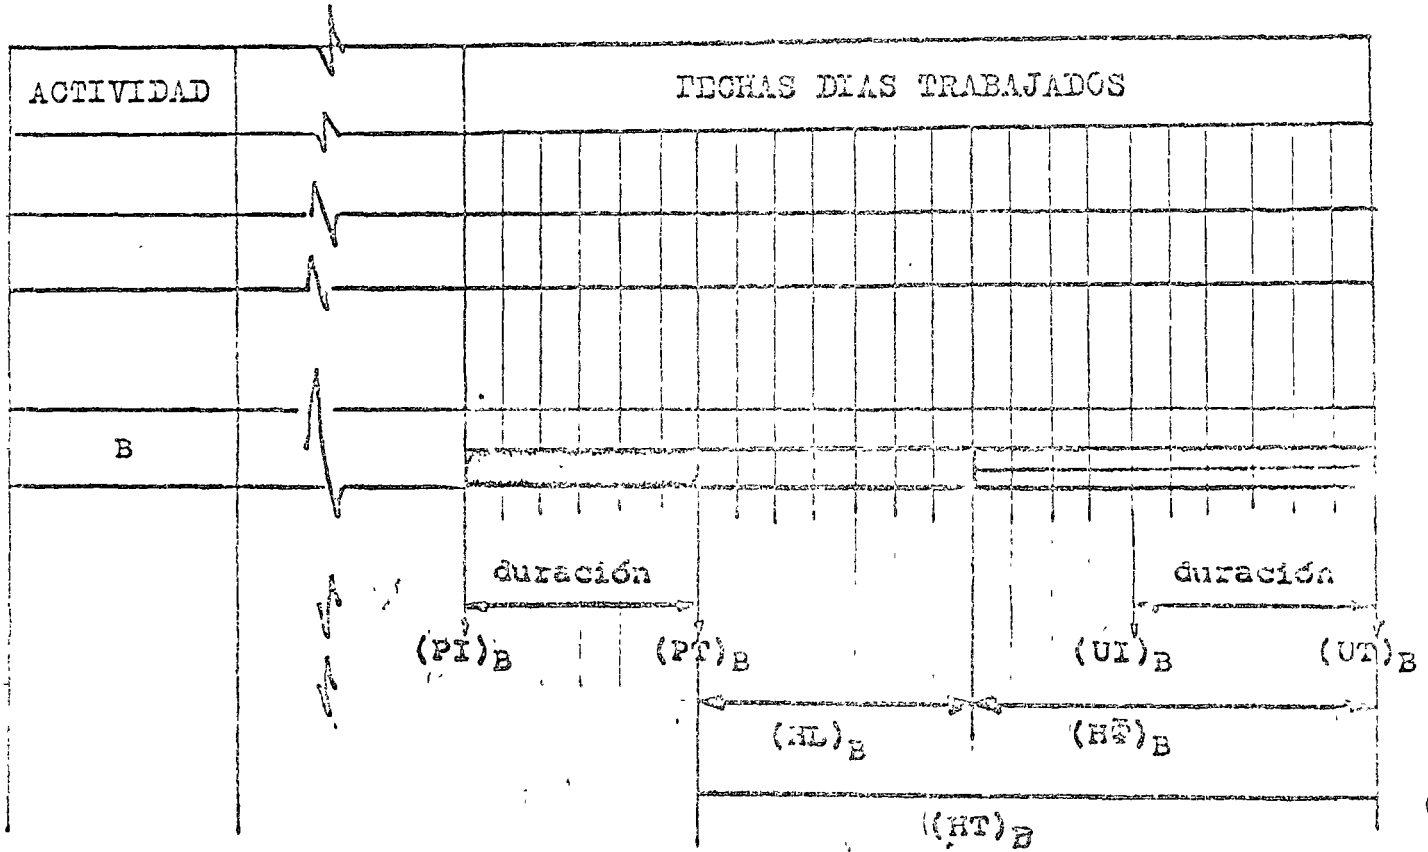 ACTIVIDAD
FECHAS DIAS TRABAJADOS
B
duración
duración
(PI)B
(PT)B
(UI)B
(UT)B
(HL)B
(HT)B